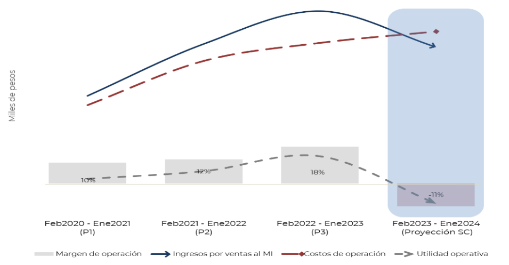 Miles de pesos
10%
12%
18%
-11%
Feb2020 - Ene2021
(P1)
Feb2021 - Ene2022
(P2)
Feb2022 - Ene2023
(P3)
Feb2023 - Ene2024
(Proyección SC)
Margen de operación
Ingresos por ventas al MI
Costos de operación
Utilidad operativa